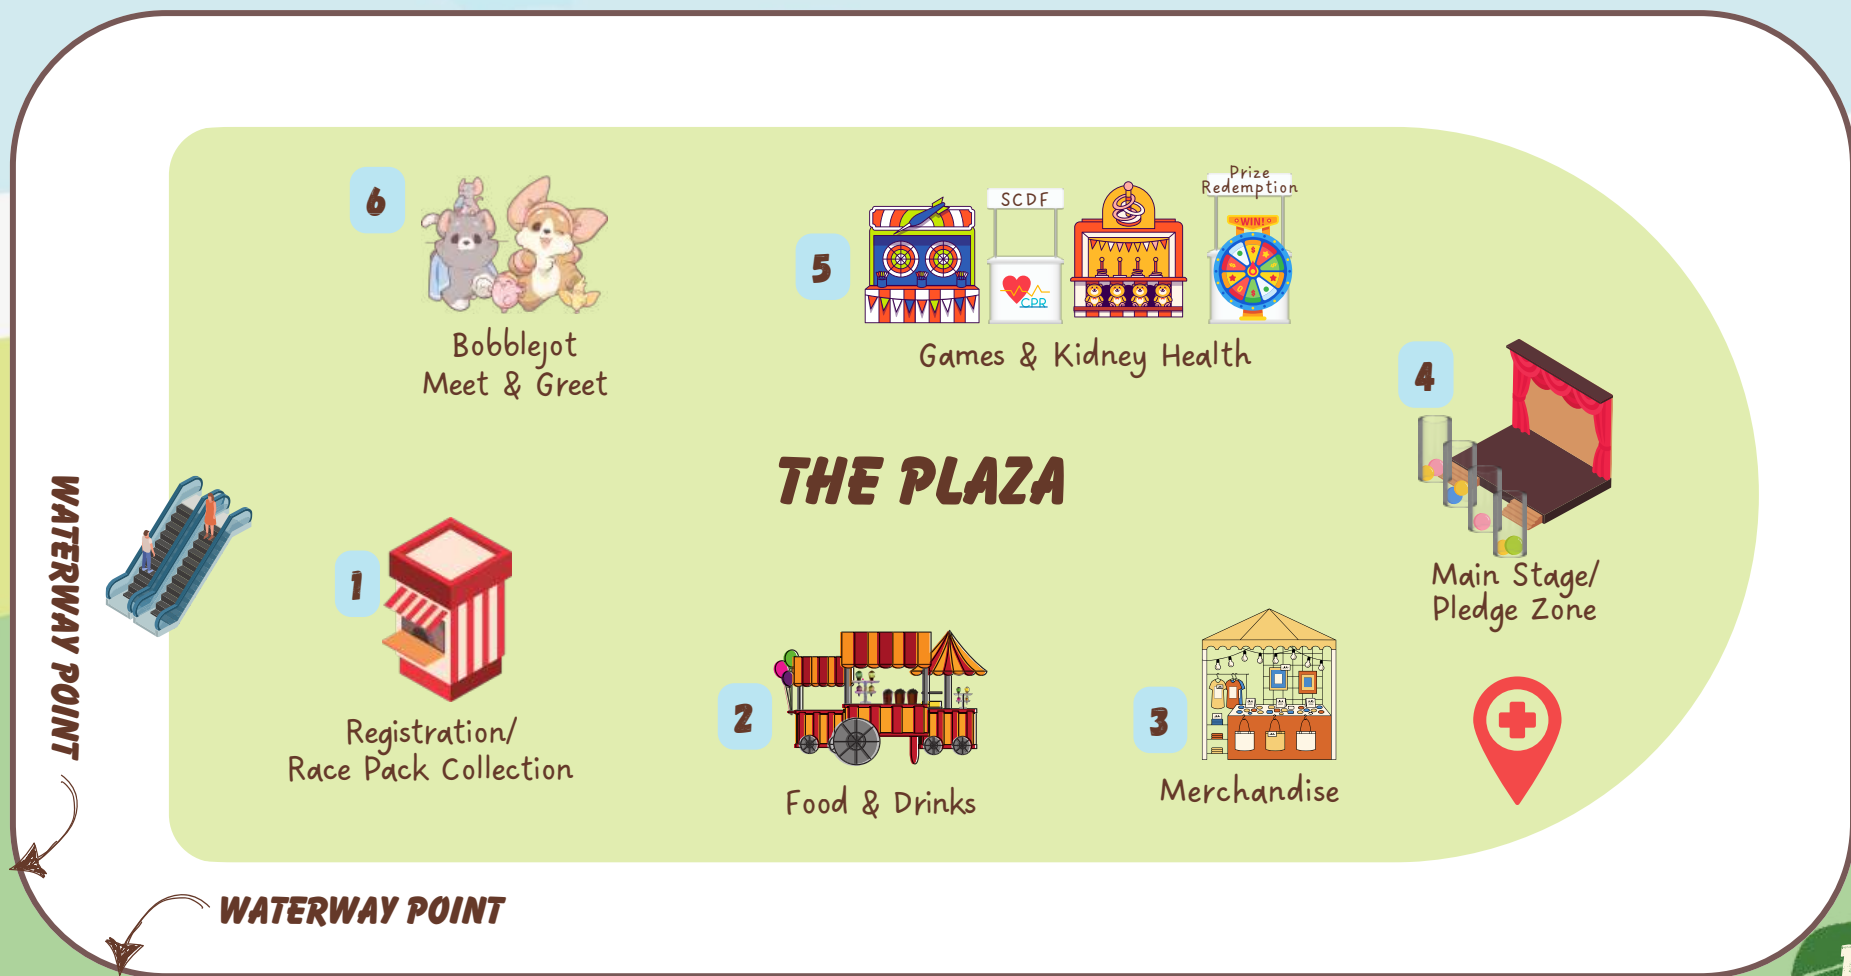 6
Bobblejot
Meet & Greet
5
SCDF
CPR
Prize
Redemption
WIN!
Games & Kidney Health
4
Main Stage/
Pledge Zone
THE PLAZA
WATERWAY POINT
1
Registration/
Race Pack Collection
2
Food & Drinks
3
Merchandise
WATERWAY POINT